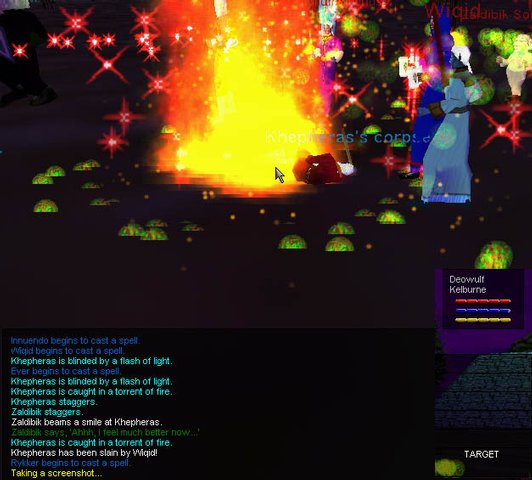 Wiqid
Zaldibik
Khepheras's corpse
Deowulf
Kelburne
Innuendo begins to cast a spell.
Wiqid begins to cast a spell.
Khepheras is blinded by a flash of light.
Ever begins to cast a spell.
Khepheras is blinded by a flash of light.
Khepheras is caught in a torrent of fire.
Khepheras staggers.
Zaldibik staggers.
Zaldibik beams a smile at Khepheras.
Zaldibik says, 'Ahhh, I feel much better now...'
Khepheras is caught in a torrent of fire.
Khepheras has been slain by Wiqid!
Rykker begins to cast a spell.
Taking a screenshot...
TARGET